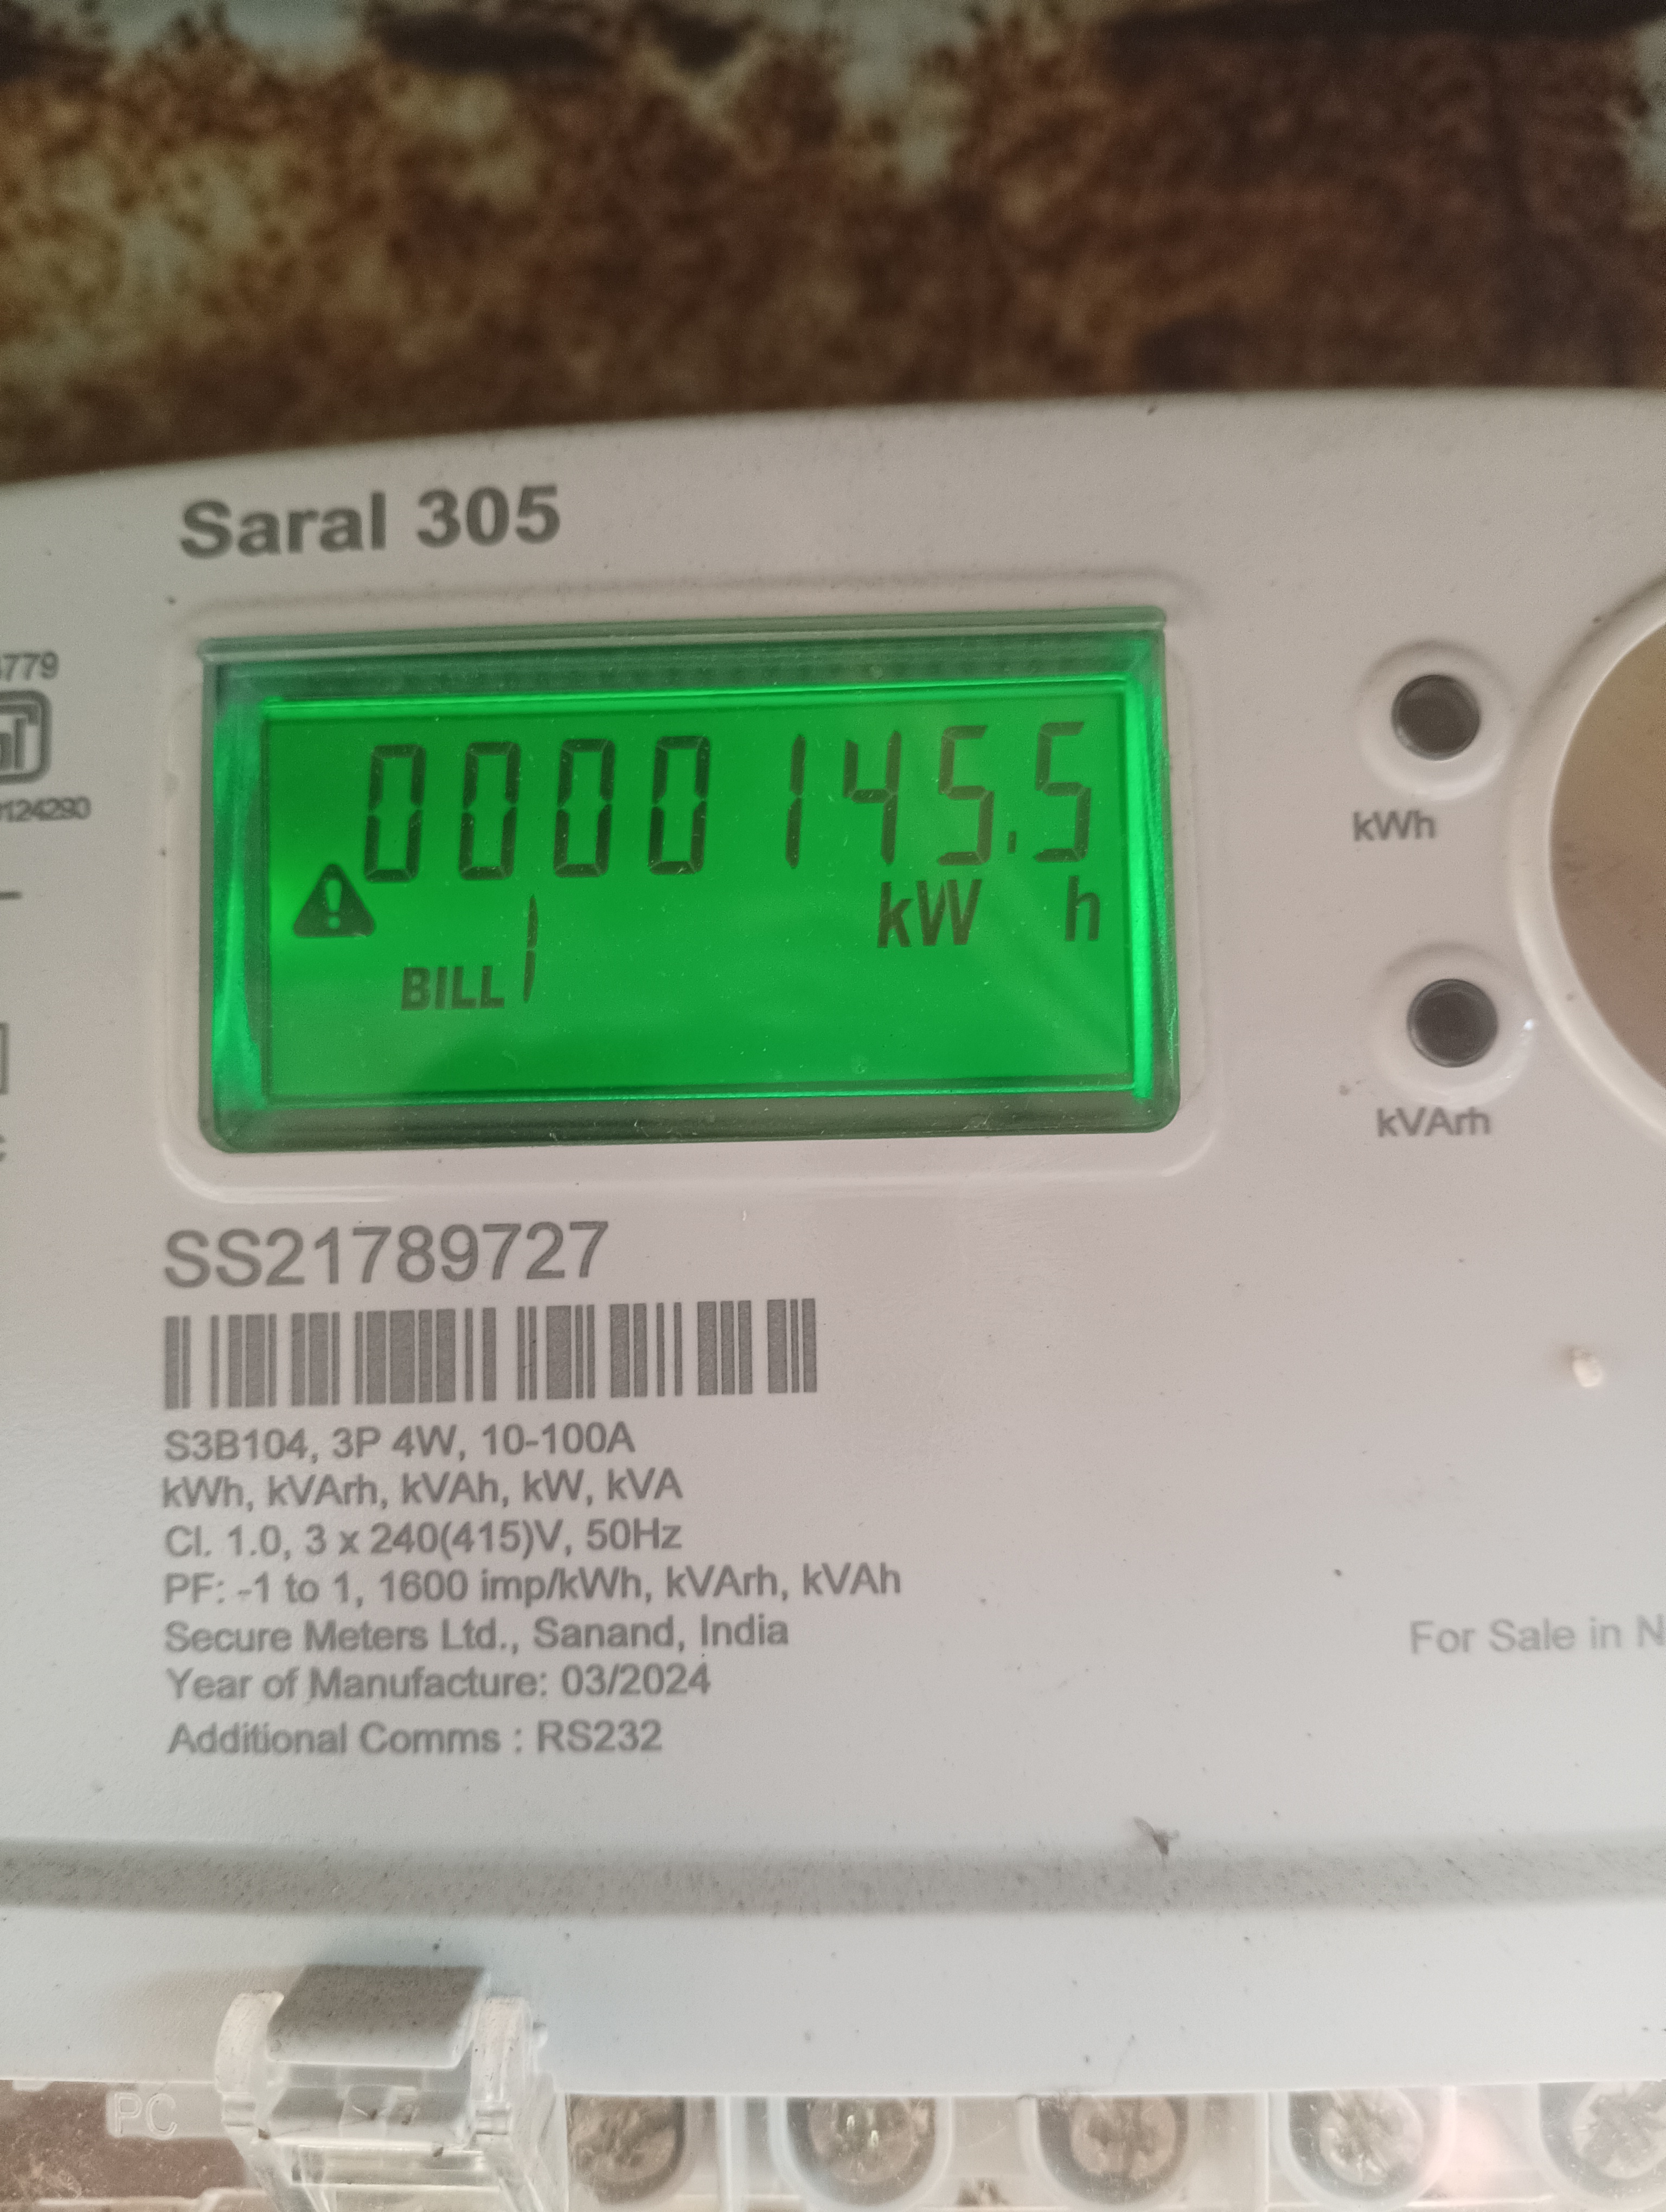 Saral 305
0000145.5
kW h
BILL 1
kWh
kVArh
SS21789727
S3B104, 3P 4W, 10-100A
kWh, kVArh, kVAh, kW, kVA
Cl. 1.0, 3 x 240(415)V, 50Hz
PF: -1 to 1, 1600 imp/kWh, kVArh, kVAh
Secure Meters Ltd., Sanand, India
Year of Manufacture: 03/2024
Additional Comms : RS232
For Sale in
PC